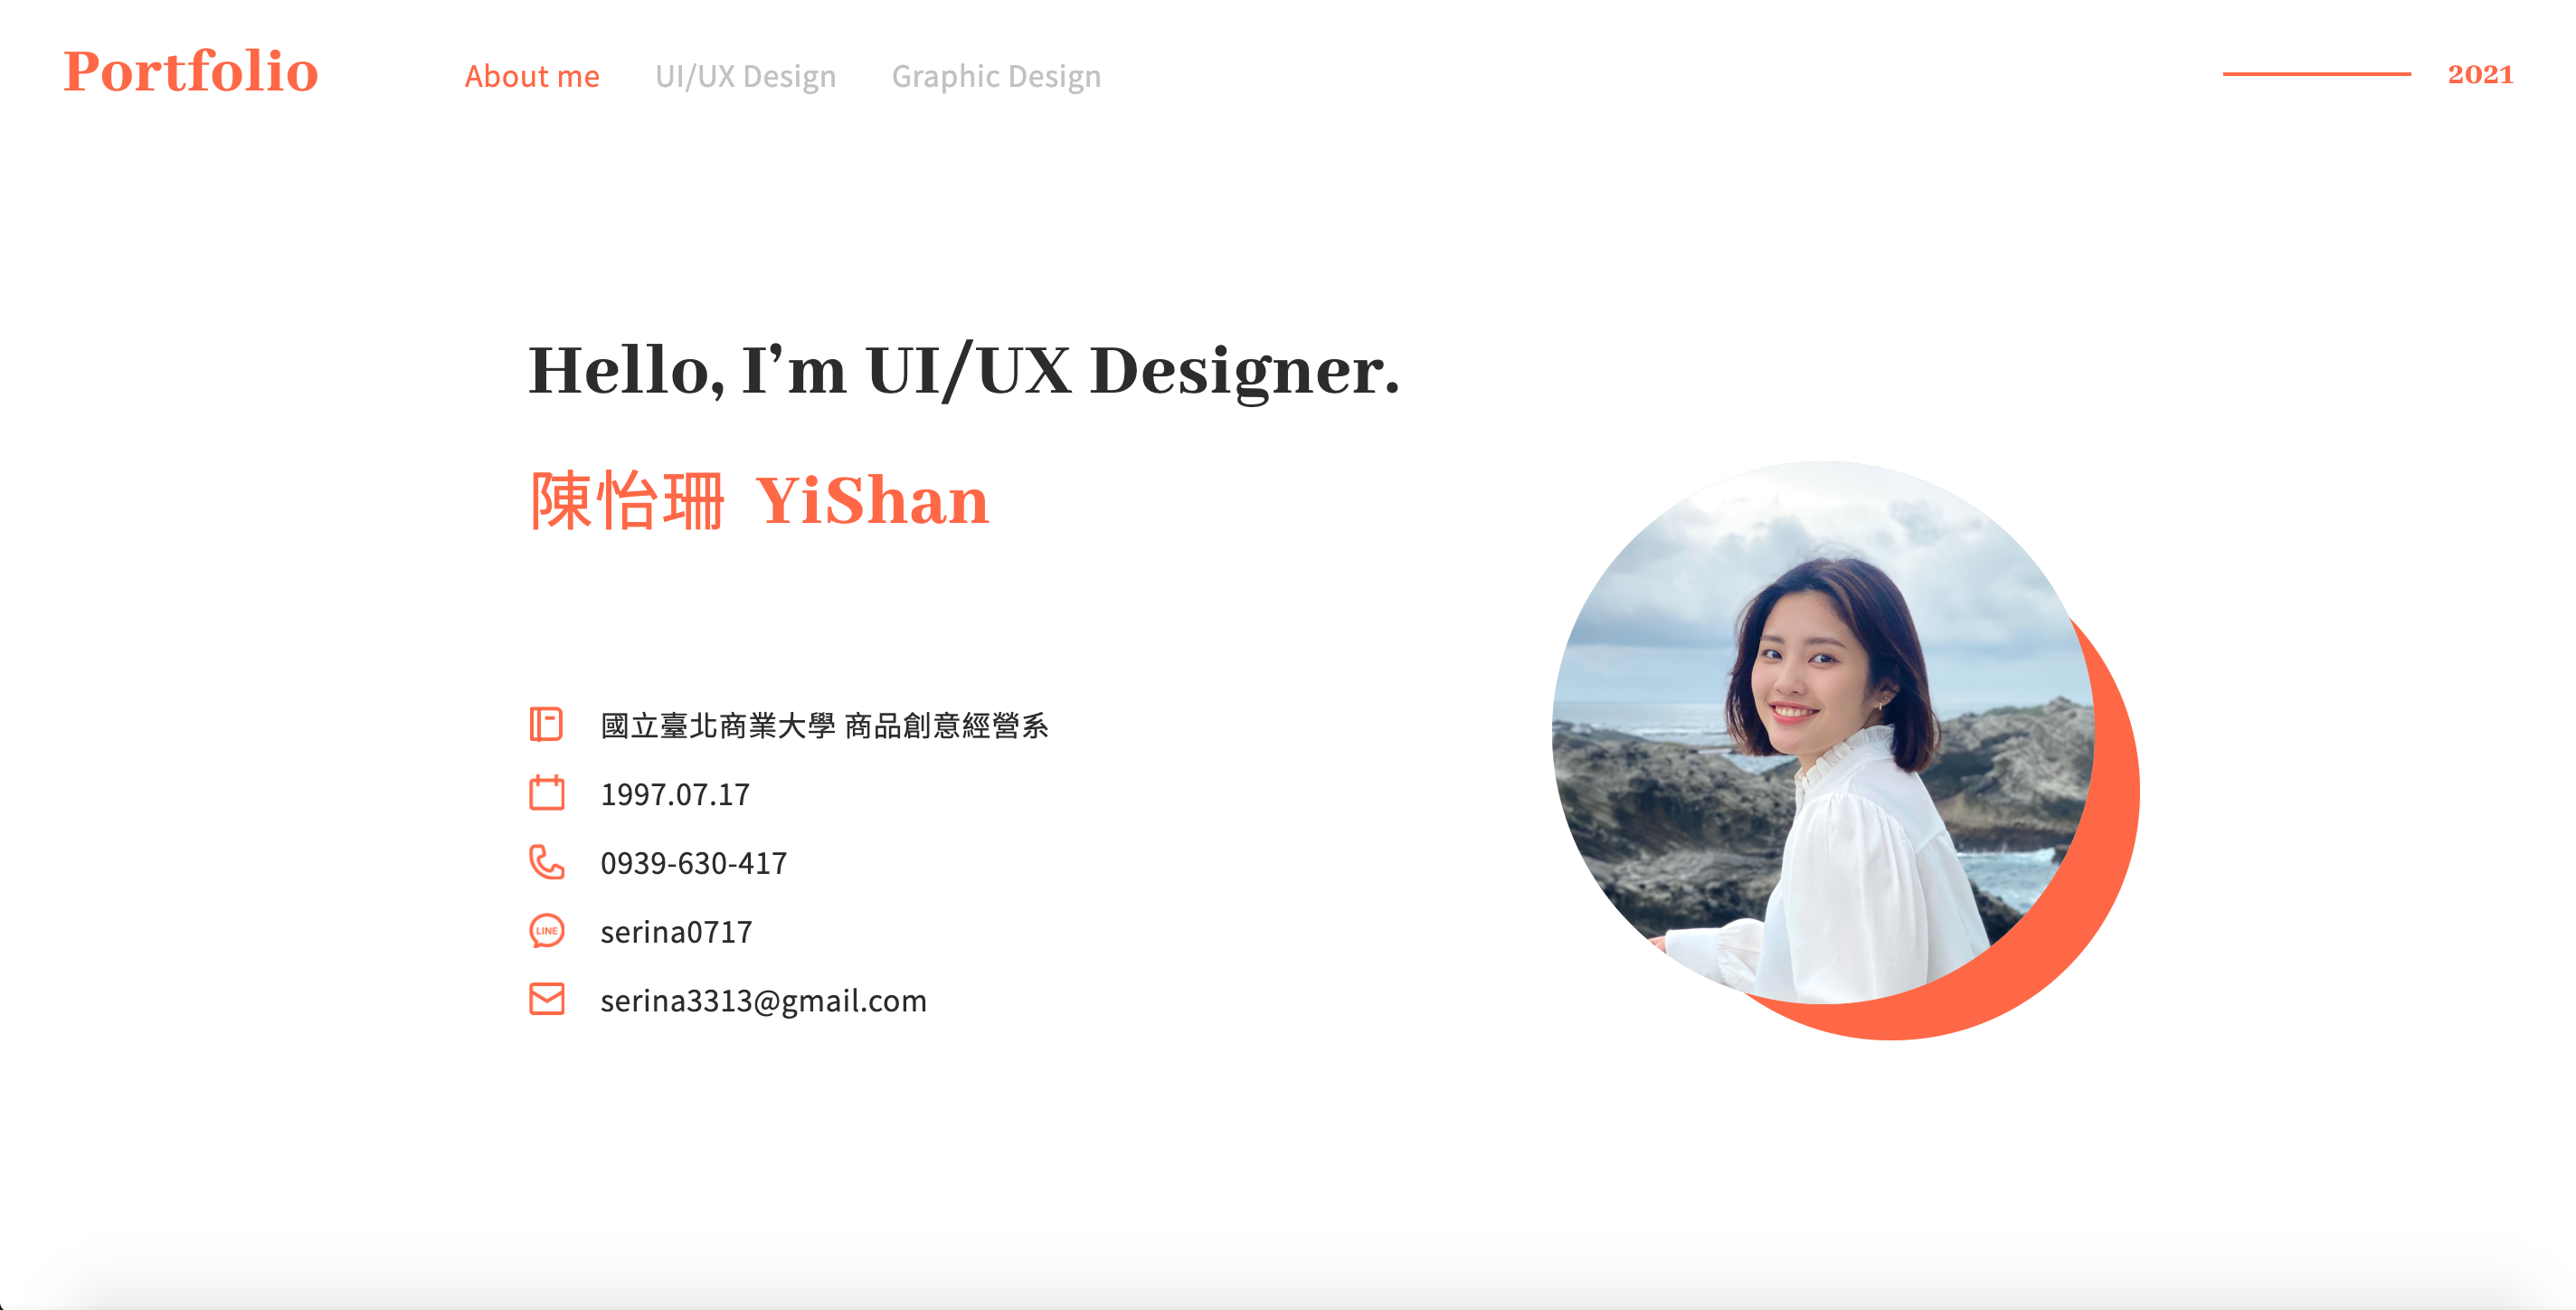 Portfolio About me UI/UX Design Graphic Design 2021
Hello, I’m UI/UX Designer.
陳怡珊 YiShan
國立臺北商業大學 商品創意經營系
1997.07.17
0939-630-417
LINE serina0717
serina3313@gmail.com